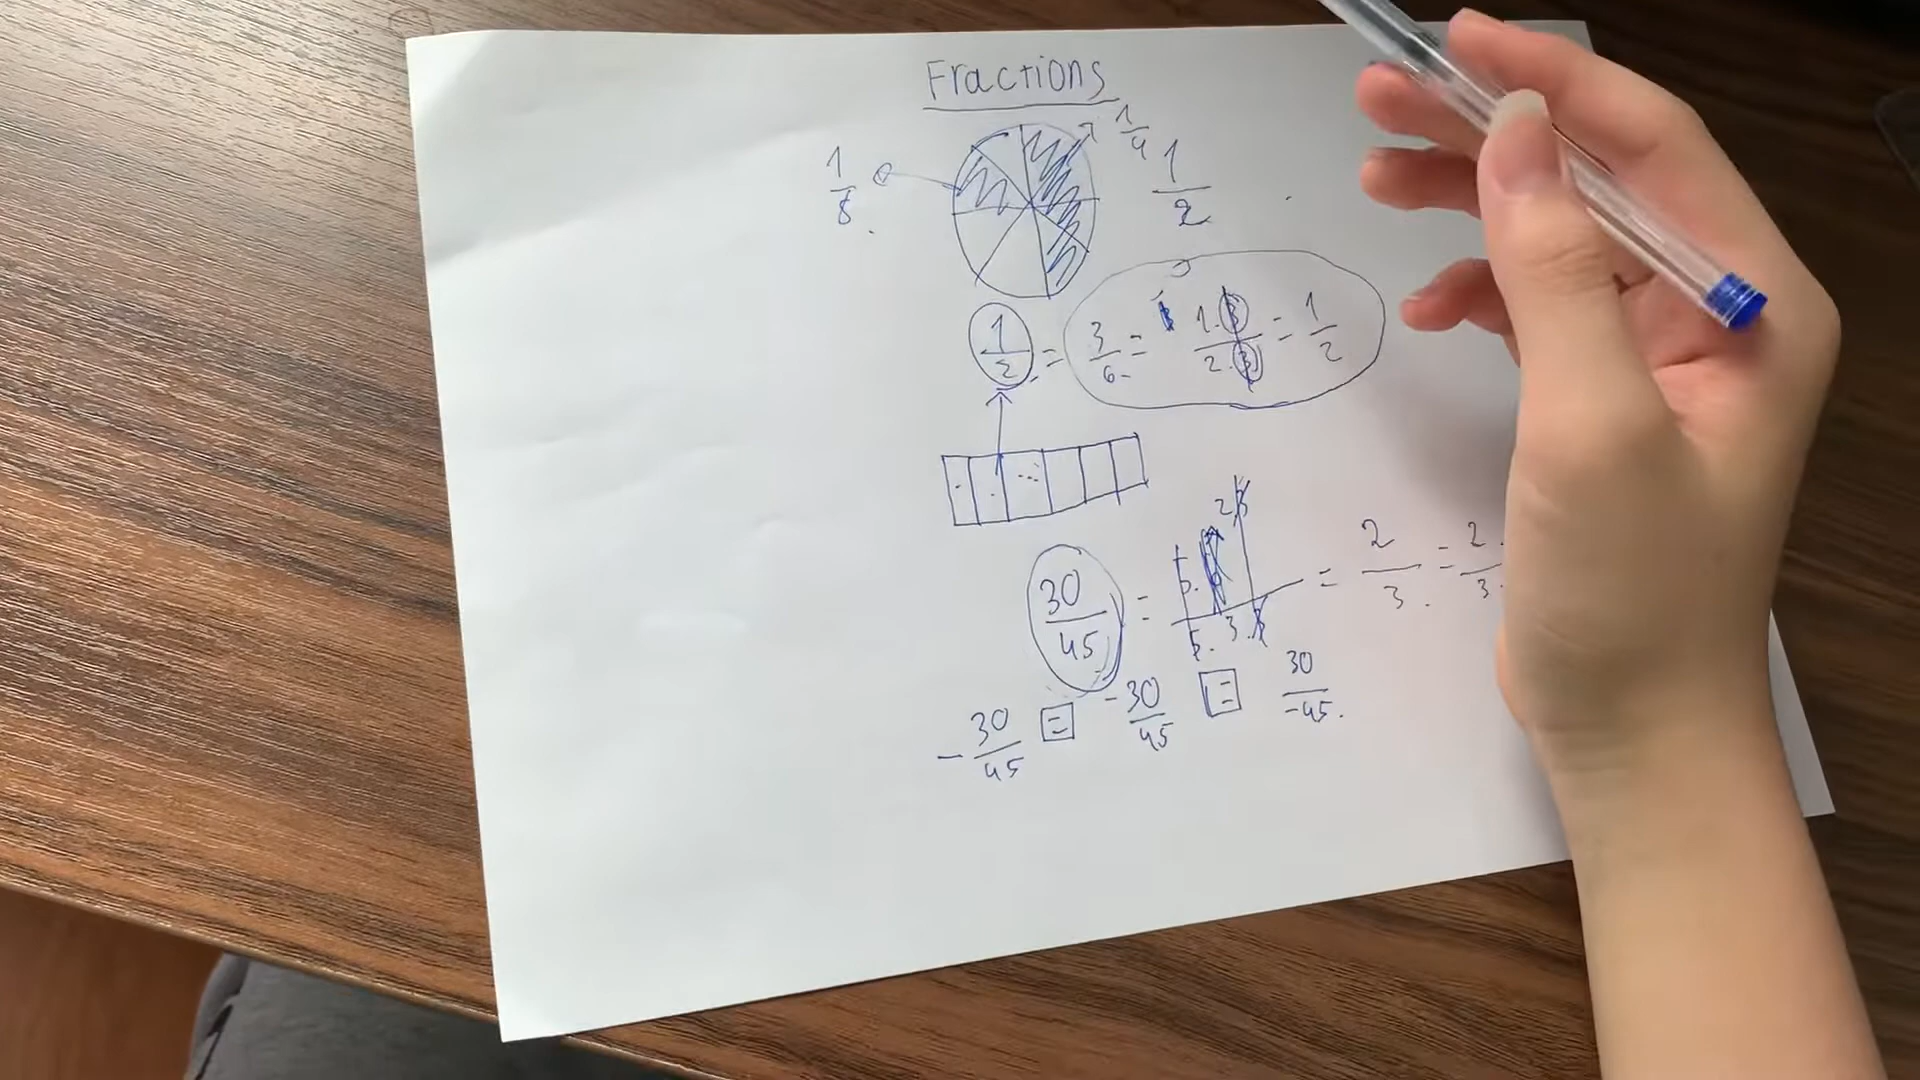 Fractions
1/8 1/4 1/2
1/2 = 3/6 = 1.3/2.3 = 1/2
30/45 = = 2/3 = 2./3.
-30/45 = -30/45 = 30/-45.